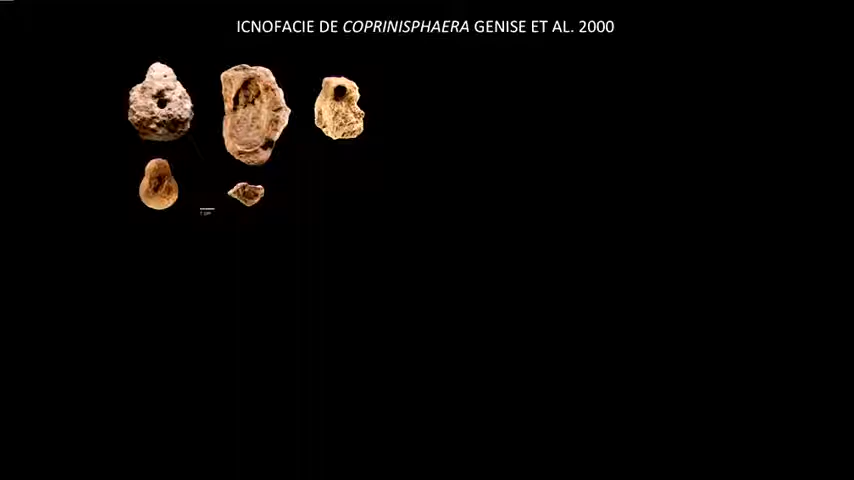 ICNOFACIE DE COPRINISPHAERA GENISE ET AL. 2000